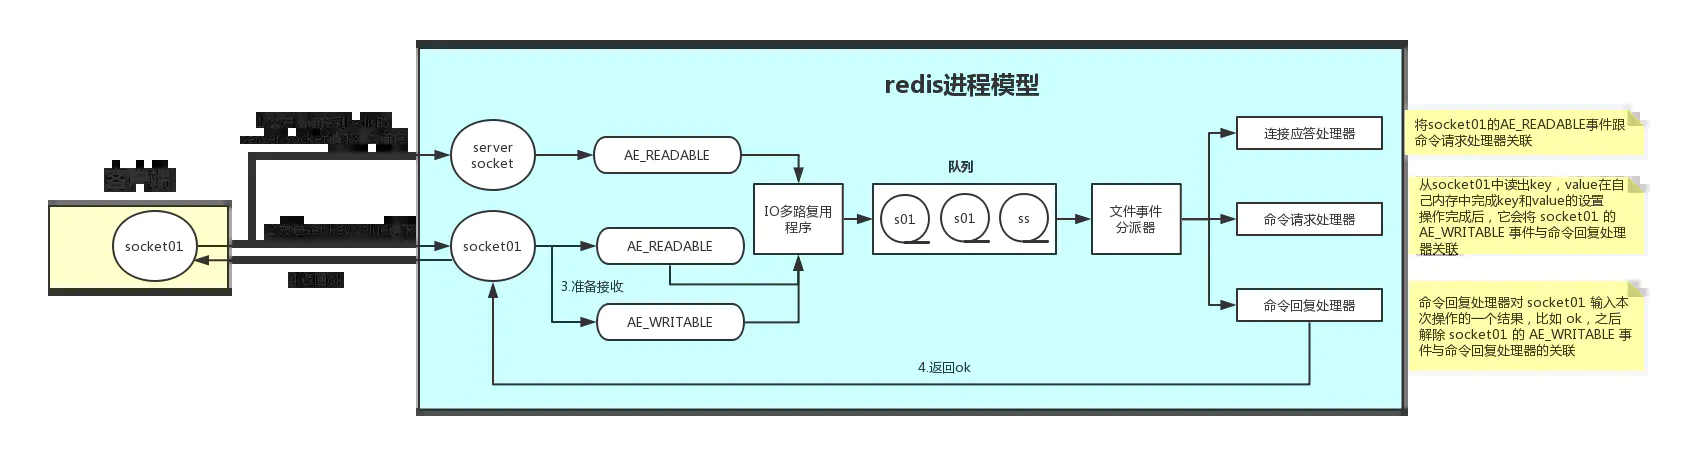 redis进程模型
客户端
socket01
server
socket
socket01
AE_READABLE
AE_READABLE
3.准备接收
AE_WRITABLE
IO多路复用
程序
队列
s01
s01
ss
文件事件
分派器
连接应答处理器
命令请求处理器
命令回复处理器
4.返回ok
将socket01的AE_READABLE事件跟
命令请求处理器关联
从socket01中读出key，value在自
己内存中完成key和value的设置
操作完成后，它会将 socket01 的
AE_WRITABLE 事件与命令回复处理
器关联
命令回复处理器对 socket01 输入本
次操作的一个结果，比如 ok，之后
解除 socket01 的 AE_WRITABLE 事
件与命令回复处理器的关联